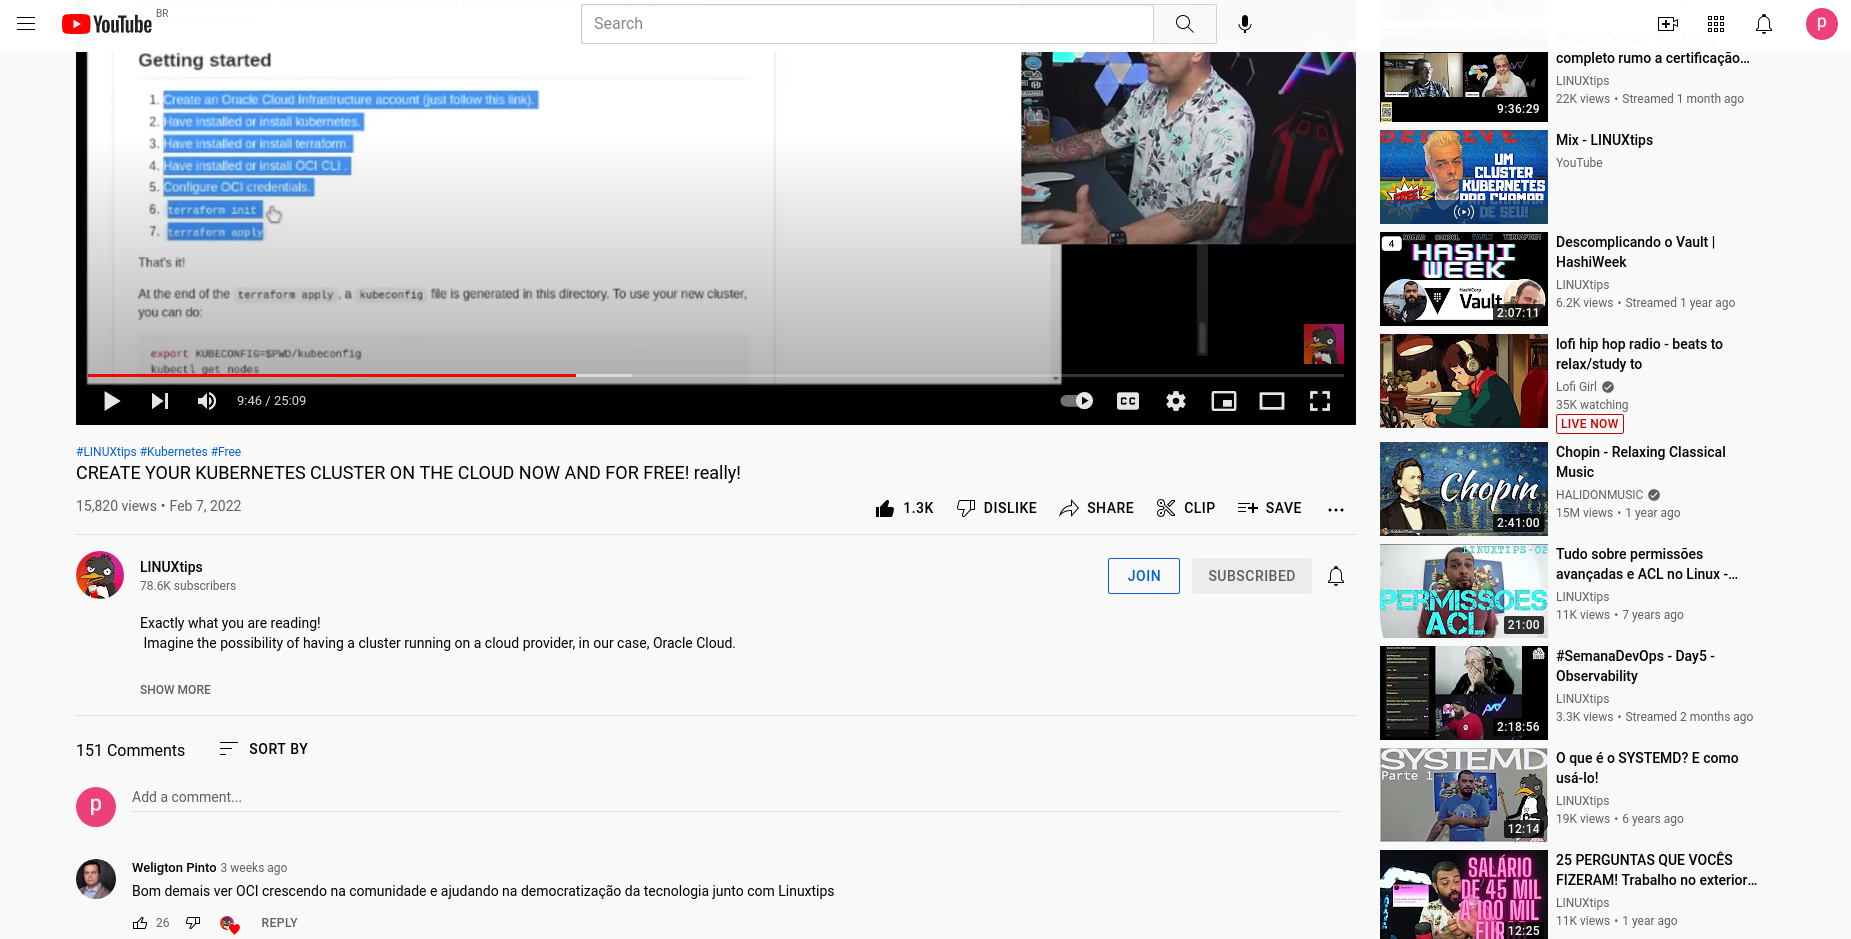 YouTube
BR
Search
Getting started
1. Create an Oracle Cloud Infrastructure account (just follow this link).
2. Have installed or install kubernetes.
3. Have installed or install terraform.
4. Have installed or install OCI CLI .
5. Configure OCI credentials.
6. terraform init
7. terraform apply
That's it!
At the end of the terraform apply , a kubeconfig file is generated in this directory. To use your new cluster,
you can do:
export KUBECONFIG=$PWD/kubeconfig
kubectl get nodes
9:46 / 25:09
CC
#LINUXtips #Kubernetes #Free
CREATE YOUR KUBERNETES CLUSTER ON THE CLOUD NOW AND FOR FREE! really!
15,820 views • Feb 7, 2022
1.3K
DISLIKE
SHARE
CLIP
SAVE
LINUXtips
78.6K subscribers
JOIN
SUBSCRIBED
Exactly what you are reading!
Imagine the possibility of having a cluster running on a cloud provider, in our case, Oracle Cloud.
SHOW MORE
151 Comments
SORT BY
p
Add a comment...
Weligton Pinto 3 weeks ago
Bom demais ver OCI crescendo na comunidade e ajudando na democratização da tecnologia junto com Linuxtips
26
REPLY
p
completo rumo a certificação...
LINUXtips
22K views • Streamed 1 month ago
9:36:29
BELIEVE
UM
CLUSTER
KUBERNETES
PRA CHAMAR
DE SEU!
FREE!
Mix - LINUXtips
YouTube
4
NOMAD CONSUL VAULT TERRAFORM
HASHI
WEEK
HashiCorp
Vault
2:07:11
Descomplicando o Vault |
HashiWeek
LINUXtips
6.2K views • Streamed 1 year ago
lofi hip hop radio - beats to
relax/study to
Lofi Girl
35K watching
LIVE NOW
Chopin
2:41:00
Chopin - Relaxing Classical
Music
HALIDONMUSIC
15M views • 1 year ago
LINUXTIPS-02
PERMISSOES
ACL
21:00
Tudo sobre permissões
avançadas e ACL no Linux -...
LINUXtips
11K views • 7 years ago
2:18:56
#SemanaDevOps - Day5 -
Observability
LINUXtips
3.3K views • Streamed 2 months ago
SYSTEMD
Parte 1
12:14
O que é o SYSTEMD? E como
usá-lo!
LINUXtips
19K views • 6 years ago
SALÁRIO
DE 45 MIL
A 100 MIL
EUR
12:25
25 PERGUNTAS QUE VOCÊS
FIZERAM! Trabalho no exterior...
LINUXtips
11K views • 1 year ago